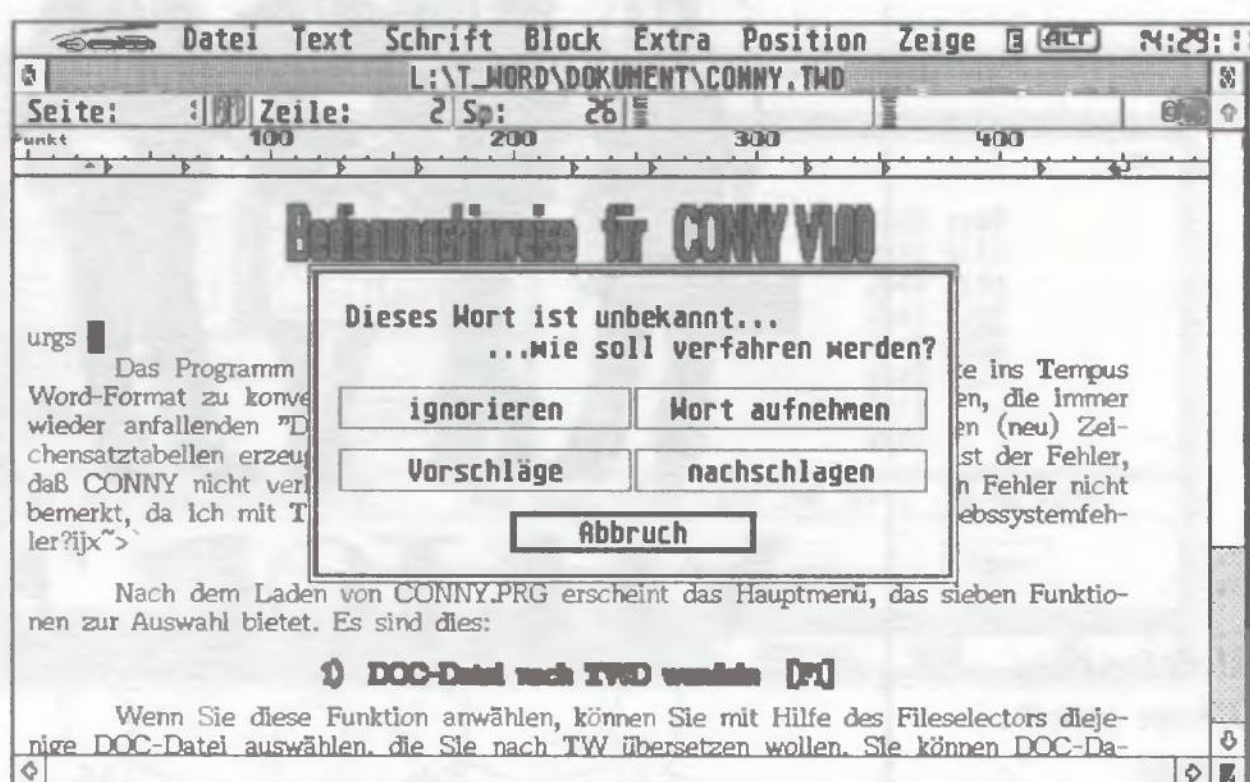 Datei Text Schrift Block Extra Position Zeige E ALT 14:29:
L:\T_WORD\DOKUMENT\CONNY.TWD
Seite: 1 Zeile: 2 Sp: 26
Punkt 100 200 300 400
Bedienungshinweise für CONNY V1.00
Dieses Wort ist unbekannt...
...wie soll verfahren werden?
ignorieren Wort aufnehmen
Vorschläge nachschlagen
Abbruch
urgs
Das Programm te ins Tempus
Word-Format zu konve en, die immer
wieder anfallenden "D en (neu) Zei-
chensatztabellen erzeu ist der Fehler,
daß CONNY nicht verl n Fehler nicht
bemerkt, da ich mit T ebssystemfeh-
ler?ijx~>`
Nach dem Laden von CONNY.PRG erscheint das Hauptmenü, das sieben Funktio-
nen zur Auswahl bietet. Es sind dies:
1) DOC-Datei nach TWD wandeln [F1]
Wenn Sie diese Funktion anwählen, können Sie mit Hilfe des Fileselectors dieje-
nige DOC-Datei auswählen, die Sie nach TW übersetzen wollen. Sie können DOC-Da-